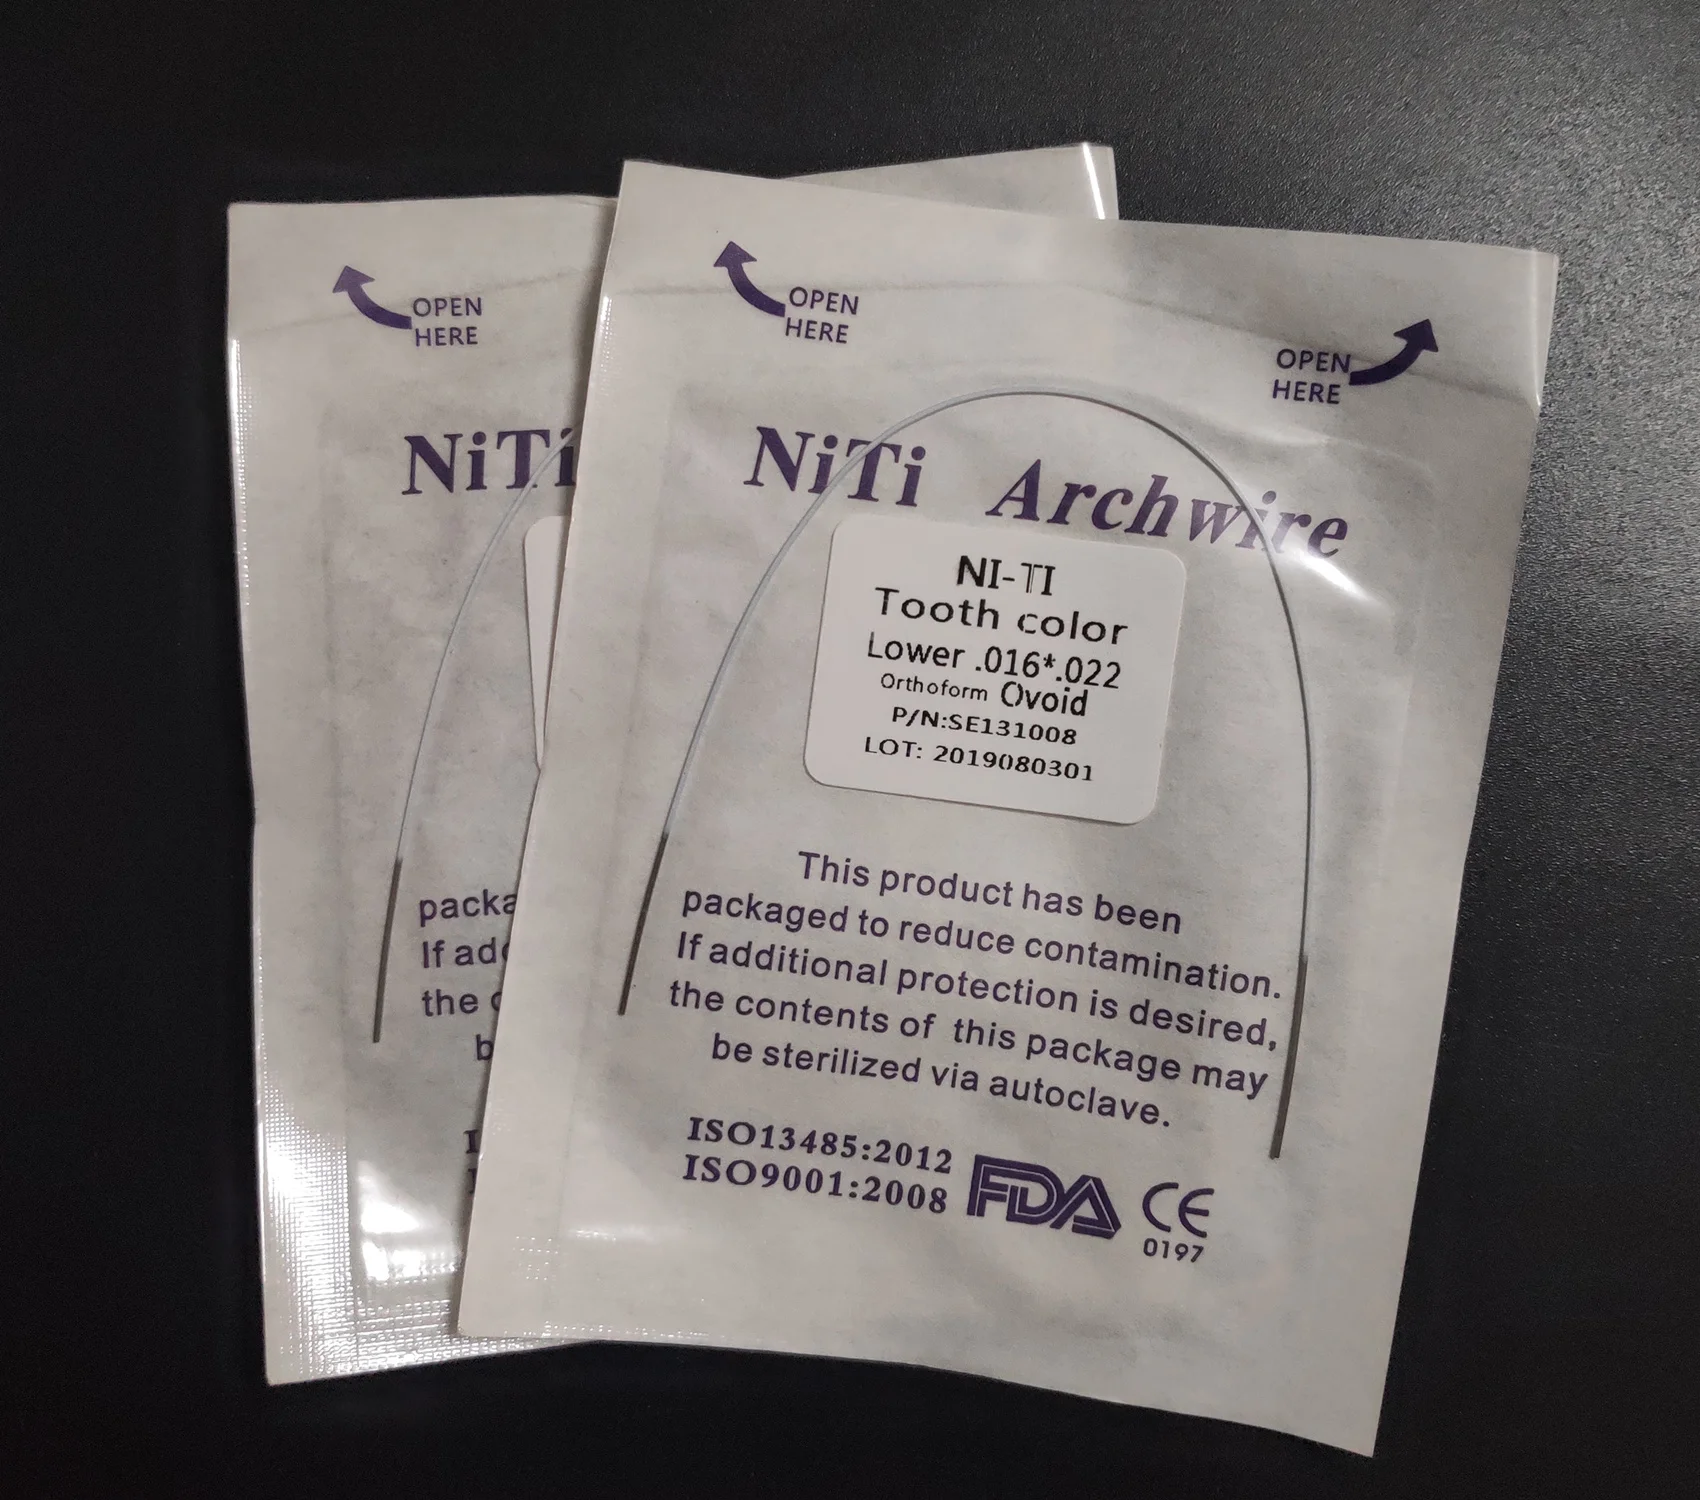 OPEN
HERE
NiTi
packa
If add
the c
b
OPEN
HERE
OPEN
HERE
NiTi Archwire
NI-TI
Tooth color
Lower .016*.022
Orthoform Ovoid
P/N:SE131008
LOT: 2019080301
This product has been
packaged to reduce contamination.
If additional protection is desired,
the contents of this package may
be sterilized via autoclave.
ISO13485:2012
ISO9001:2008
FDA CE
0197